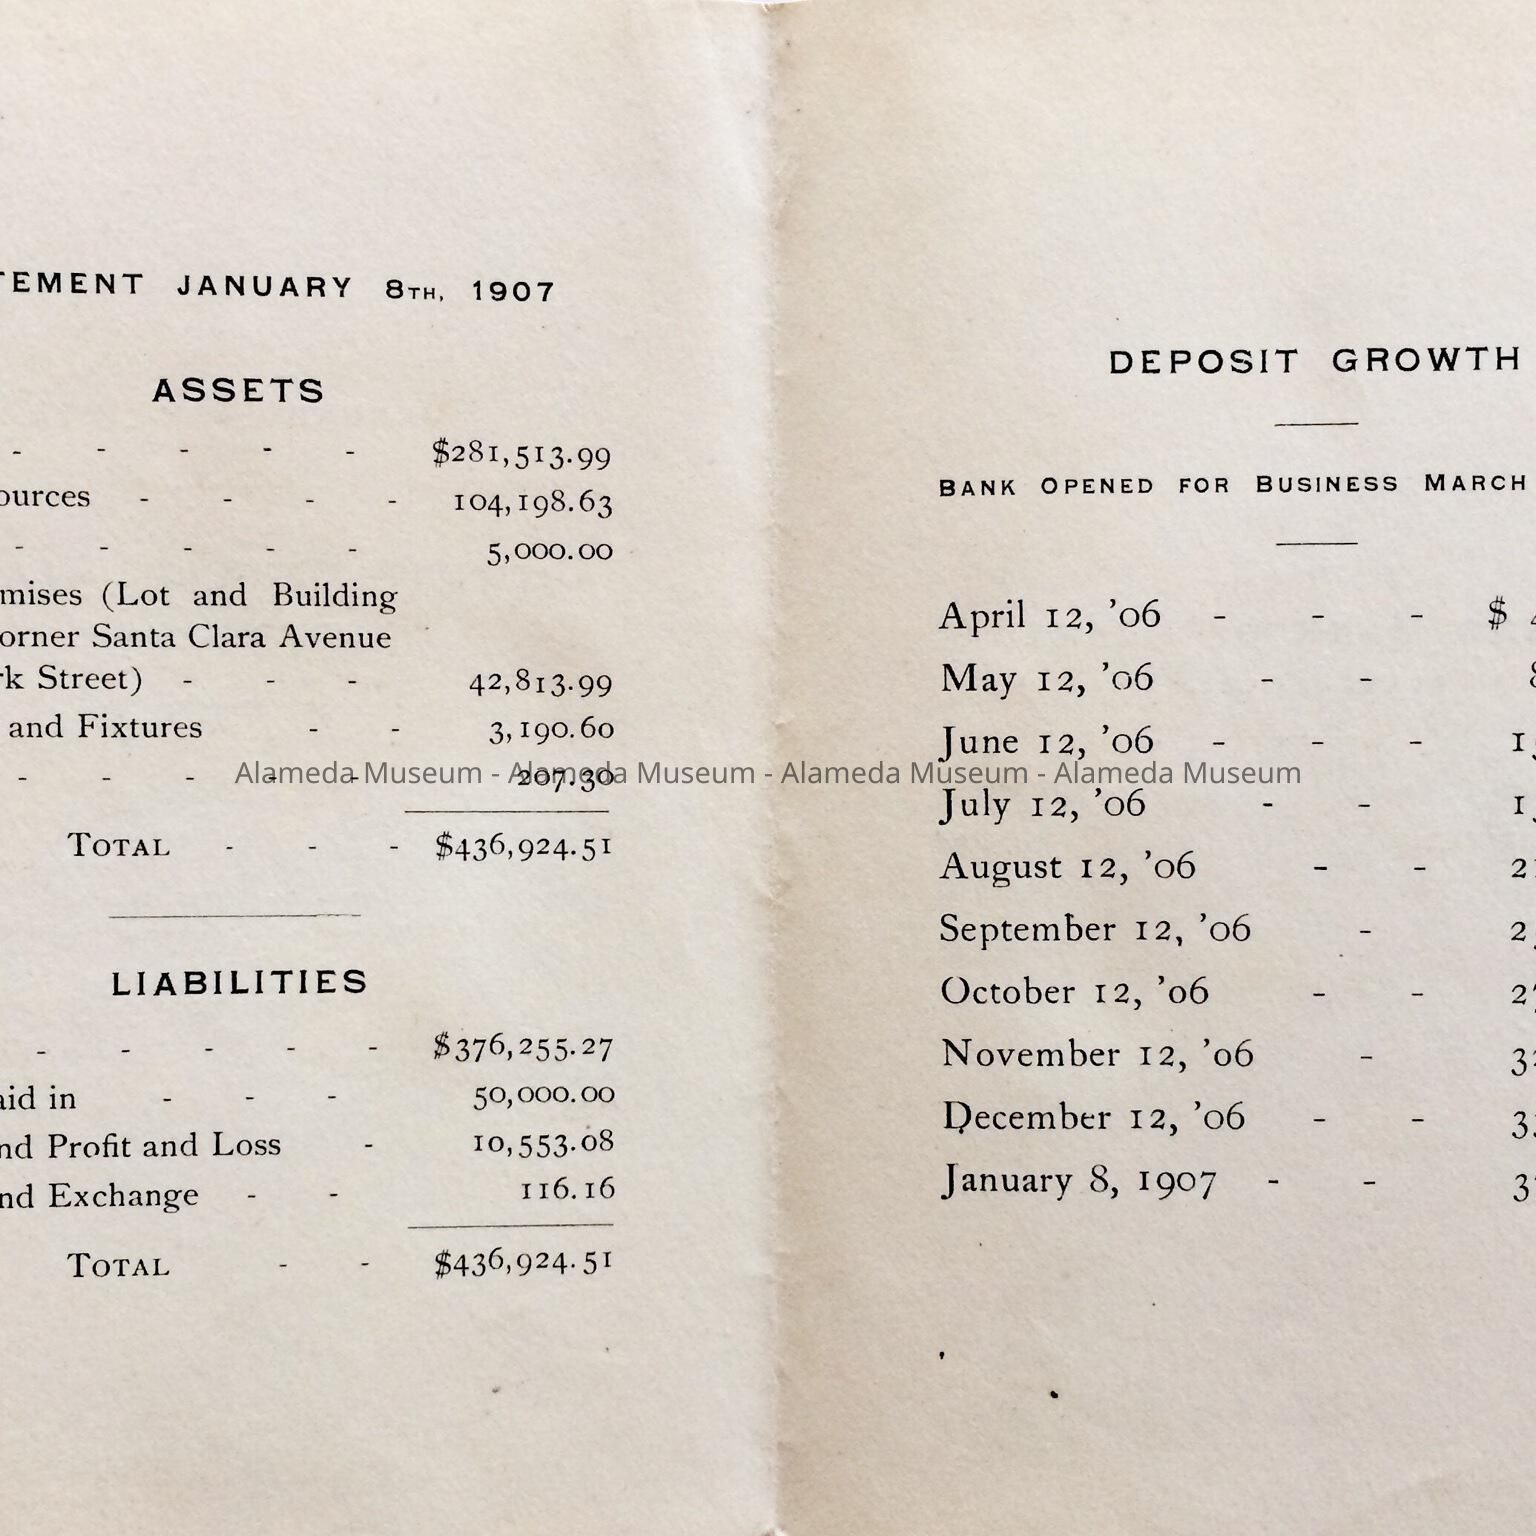 TEMENT JANUARY 8TH, 1907
ASSETS
- - - - - $281,513.99
ources - - - - 104,198.63
- - - - - 5,000.00
mises (Lot and Building
orner Santa Clara Avenue
rk Street) - - - 42,813.99
and Fixtures - - 3,190.60
- - - - - 207.30
TOTAL - - - $436,924.51
LIABILITIES
- - - - - $376,255.27
aid in - - - 50,000.00
nd Profit and Loss - 10,553.08
nd Exchange - - 116.16
TOTAL - - $436,924.51
DEPOSIT GROWTH
BANK OPENED FOR BUSINESS MARCH
April 12, '06 - - - $
May 12, '06 - -
June 12, '06 - - -
July 12, '06 - -
August 12, '06 - -
September 12, '06 -
October 12, '06 - -
November 12, '06 -
December 12, '06 - -
January 8, 1907 - -
Alameda Museum - Alameda Museum - Alameda Museum - Alameda Museum